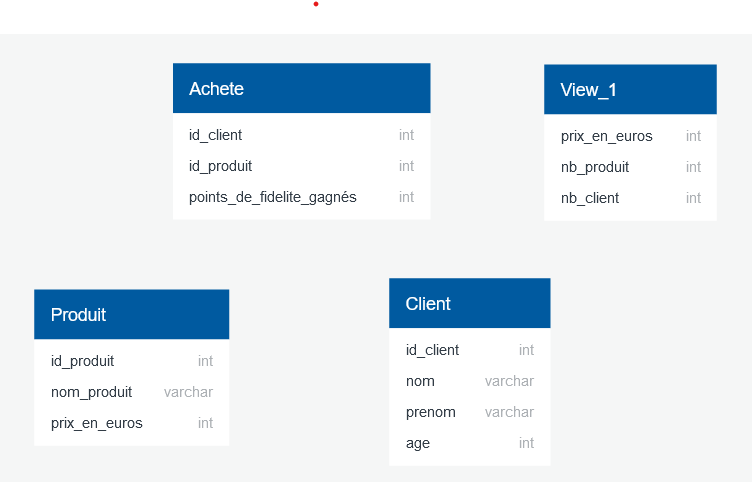 Achete
id_client int
id_produit int
points_de_fidelite_gagnés int
View_1
prix_en_euros int
nb_produit int
nb_client int
Produit
id_produit int
nom_produit varchar
prix_en_euros int
Client
id_client int
nom varchar
prenom varchar
age int